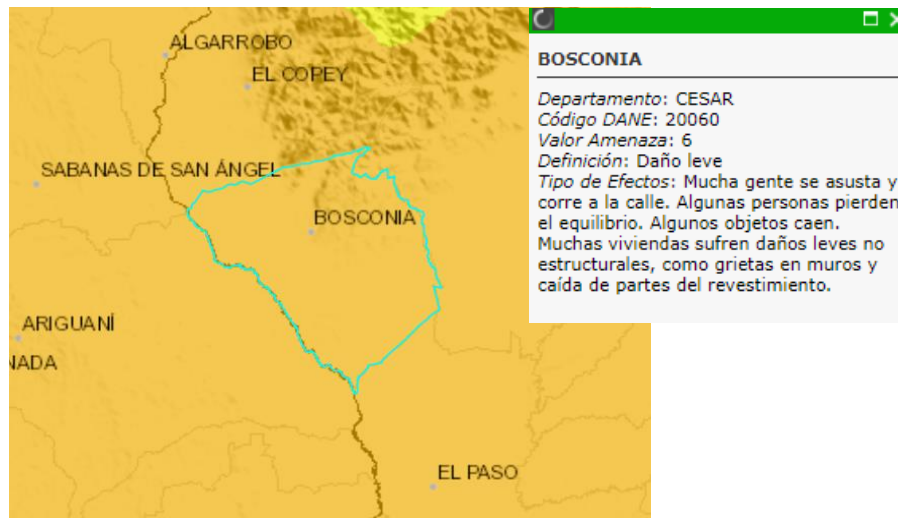 ALGARROBO
EL COPEY
SABANAS DE SAN ÁNGEL
BOSCONIA
ARIGUANÍ
NADA
EL PASO
BOSCONIA
Departamento: CESAR
Código DANE: 20060
Valor Amenaza: 6
Definición: Daño leve
Tipo de Efectos: Mucha gente se asusta y
corre a la calle. Algunas personas pierden
el equilibrio. Algunos objetos caen.
Muchas viviendas sufren daños leves no
estructurales, como grietas en muros y
caída de partes del revestimiento.